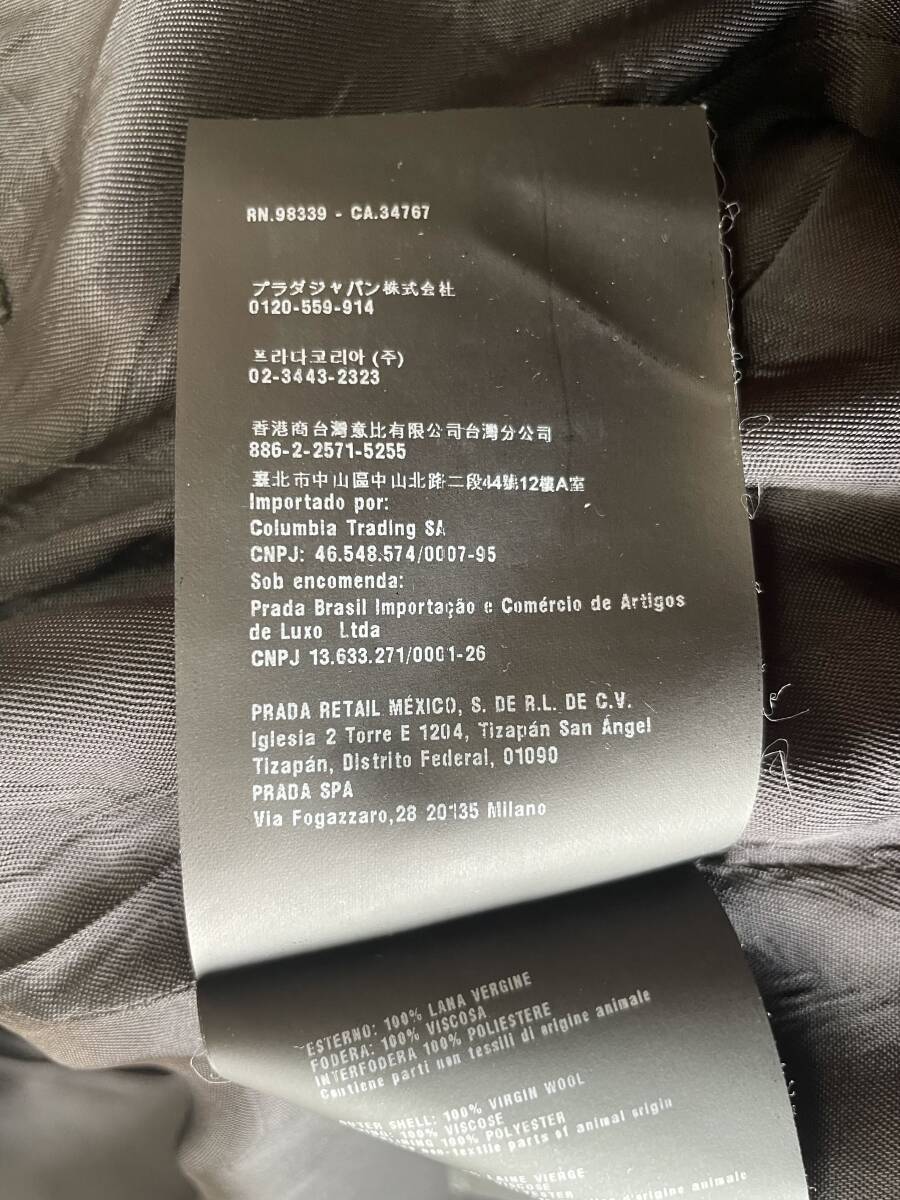 RN.98339 - CA.34767
プラダジャパン株式会社
0120-559-914
프라다코리아 (주)
02-3443-2323
香港商台灣意比有限公司台灣分公司
886-2-2571-5255
臺北市中山區中山北路二段44號12樓A室
Importado por:
Columbia Trading SA
CNPJ: 46.548.574/0007-95
Sob encomenda:
Prada Brasil Importação e Comércio de Artigos
de Luxo Ltda
CNPJ 13.633.271/0001-26
PRADA RETAIL MÉXICO, S. DE R.L. DE C.V.
Iglesia 2 Torre E 1204, Tizapán San Ángel
Tizapán, Distrito Federal, 01090
PRADA SPA
Via Fogazzaro,28 20135 Milano
ESTERNO: 100% LANA VERGINE
FODERA: 100% VISCOSA
INTERFODERA 100% POLIESTERE
Contiene parti non tessili di origine animale
SHELL: 100% VIRGIN WOOL
100% VISCOSE
100% POLYESTER
parts of animal origin
VIERGE
VISCOSE
POLYESTER
d'origine animale